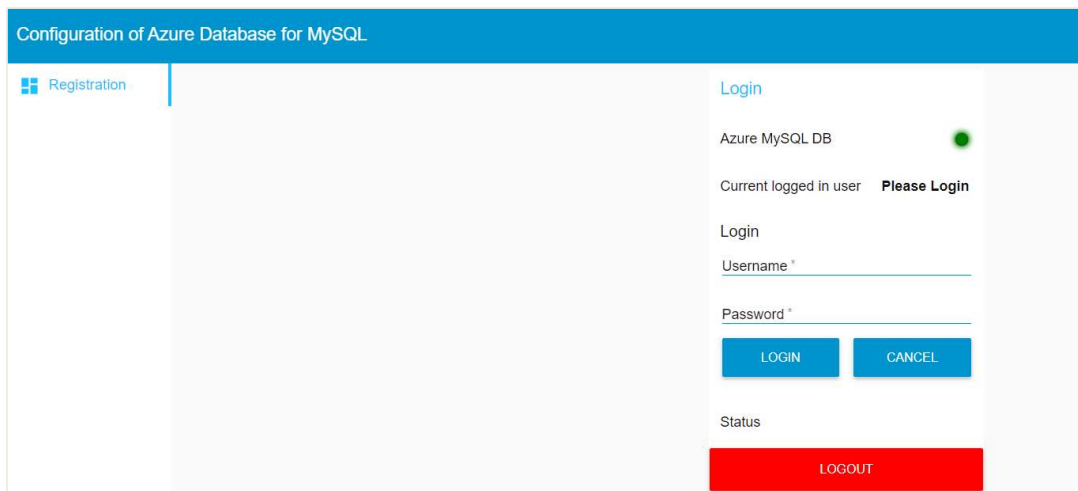 Configuration of Azure Database for MySQL
Registration
Login
Azure MySQL DB
Current logged in user Please Login
Login
Username *
Password *
LOGIN CANCEL
Status
LOGOUT